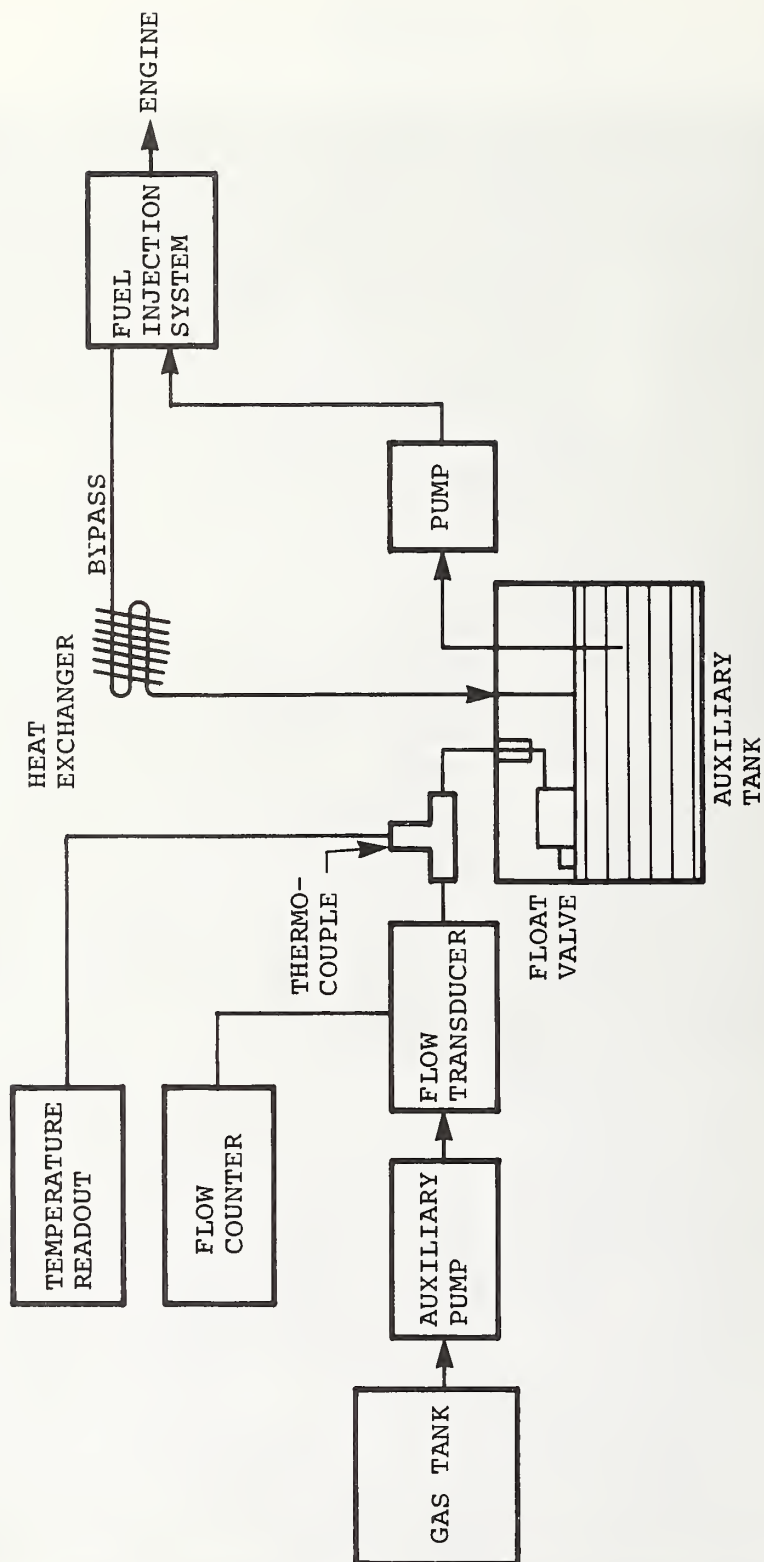 TEMPERATURE
READOUT
HEAT
EXCHANGER
BYPASS
FUEL
INJECTION
SYSTEM
ENGINE
FLOW
COUNTER
THERMO-
COUPLE
PUMP
GAS TANK
AUXILIARY
PUMP
FLOW
TRANSDUCER
FLOAT
VALVE
AUXILIARY
TANK